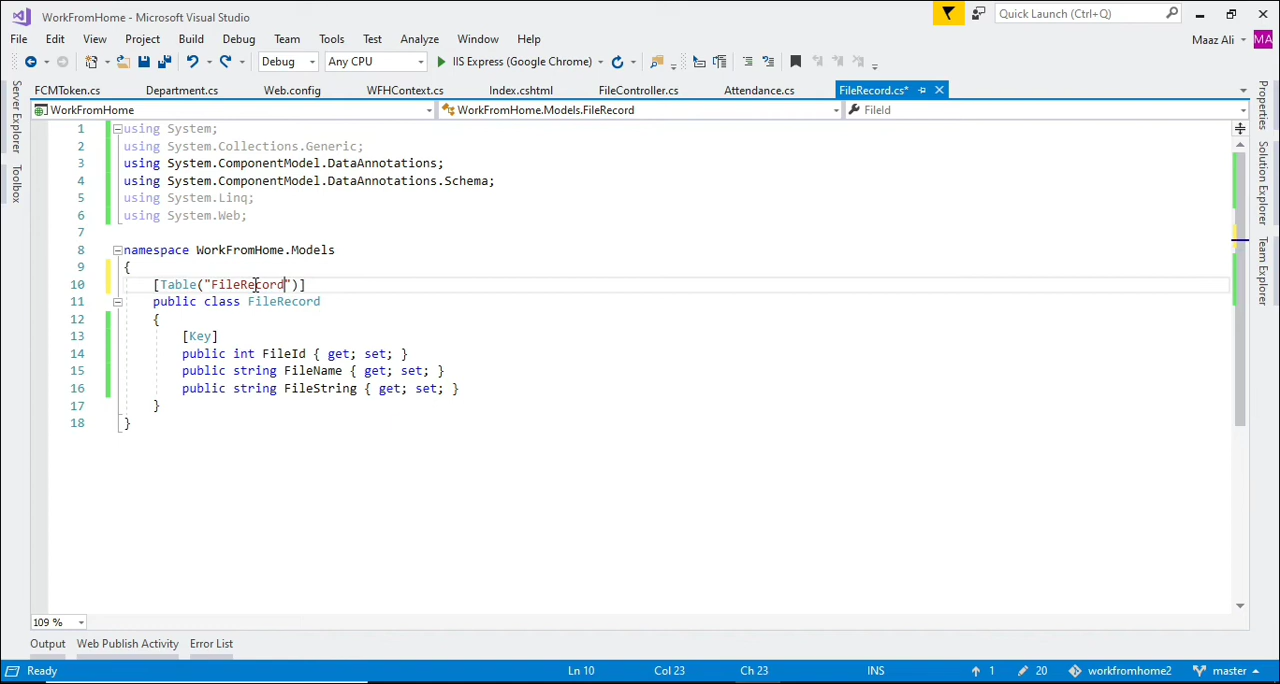 WorkFromHome - Microsoft Visual Studio
Quick Launch (Ctrl+Q)
File Edit View Project Build Debug Team Tools Test Analyze Window Help
Maaz Ali MA
Debug Any CPU IIS Express (Google Chrome)
FCMToken.cs Department.cs Web.config WFHContext.cs Index.cshtml FileController.cs Attendance.cs FileRecord.cs*
WorkFromHome WorkFromHome.Models.FileRecord FileId
Server Explorer
Toolbox
Properties
Solution Explorer
Team Explorer
1 using System;
2 using System.Collections.Generic;
3 using System.ComponentModel.DataAnnotations;
4 using System.ComponentModel.DataAnnotations.Schema;
5 using System.Linq;
6 using System.Web;
7
8 namespace WorkFromHome.Models
9 {
10 [Table("FileRecord")]
11 public class FileRecord
12 {
13 [Key]
14 public int FileId { get; set; }
15 public string FileName { get; set; }
16 public string FileString { get; set; }
17 }
18 }
109 %
Output Web Publish Activity Error List
Ready Ln 10 Col 23 Ch 23 INS 1 20 workfromhome2 master